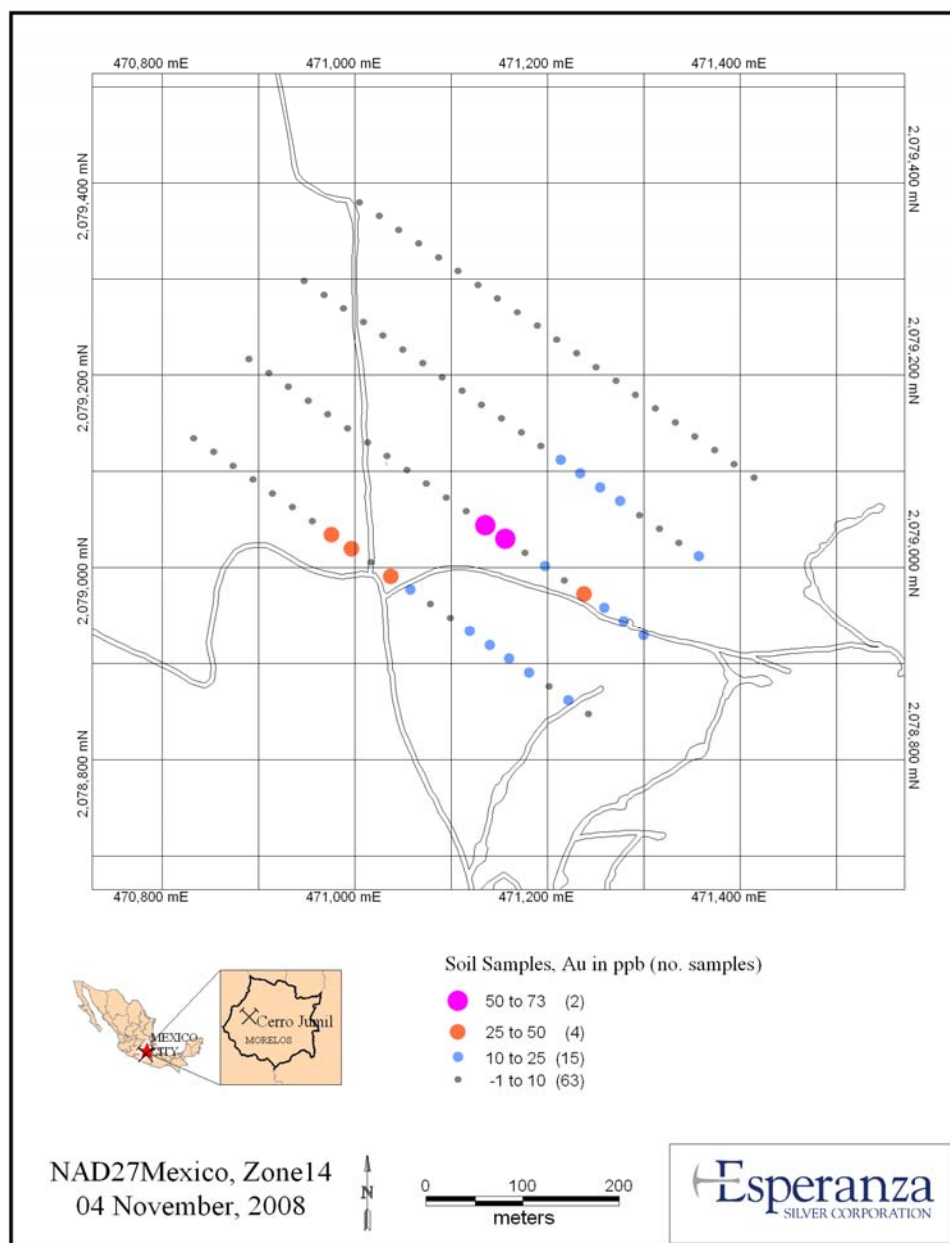 470,800 mE 471,000 mE 471,200 mE 471,400 mE
2,079,400 mN
2,079,400 mN
2,079,200 mN
2,079,200 mN
2,079,000 mN
2,079,000 mN
2,078,800 mN
2,078,800 mN
470,800 mE 471,000 mE 471,200 mE 471,400 mE
Soil Samples, Au in ppb (no. samples)
50 to 73 (2)
25 to 50 (4)
10 to 25 (15)
-1 to 10 (63)
MEXICO
CITY
Cerro Jumil
MORELOS
NAD27Mexico, Zone14
04 November, 2008
N
0 100 200
meters
Esperanza
SILVER CORPORATION